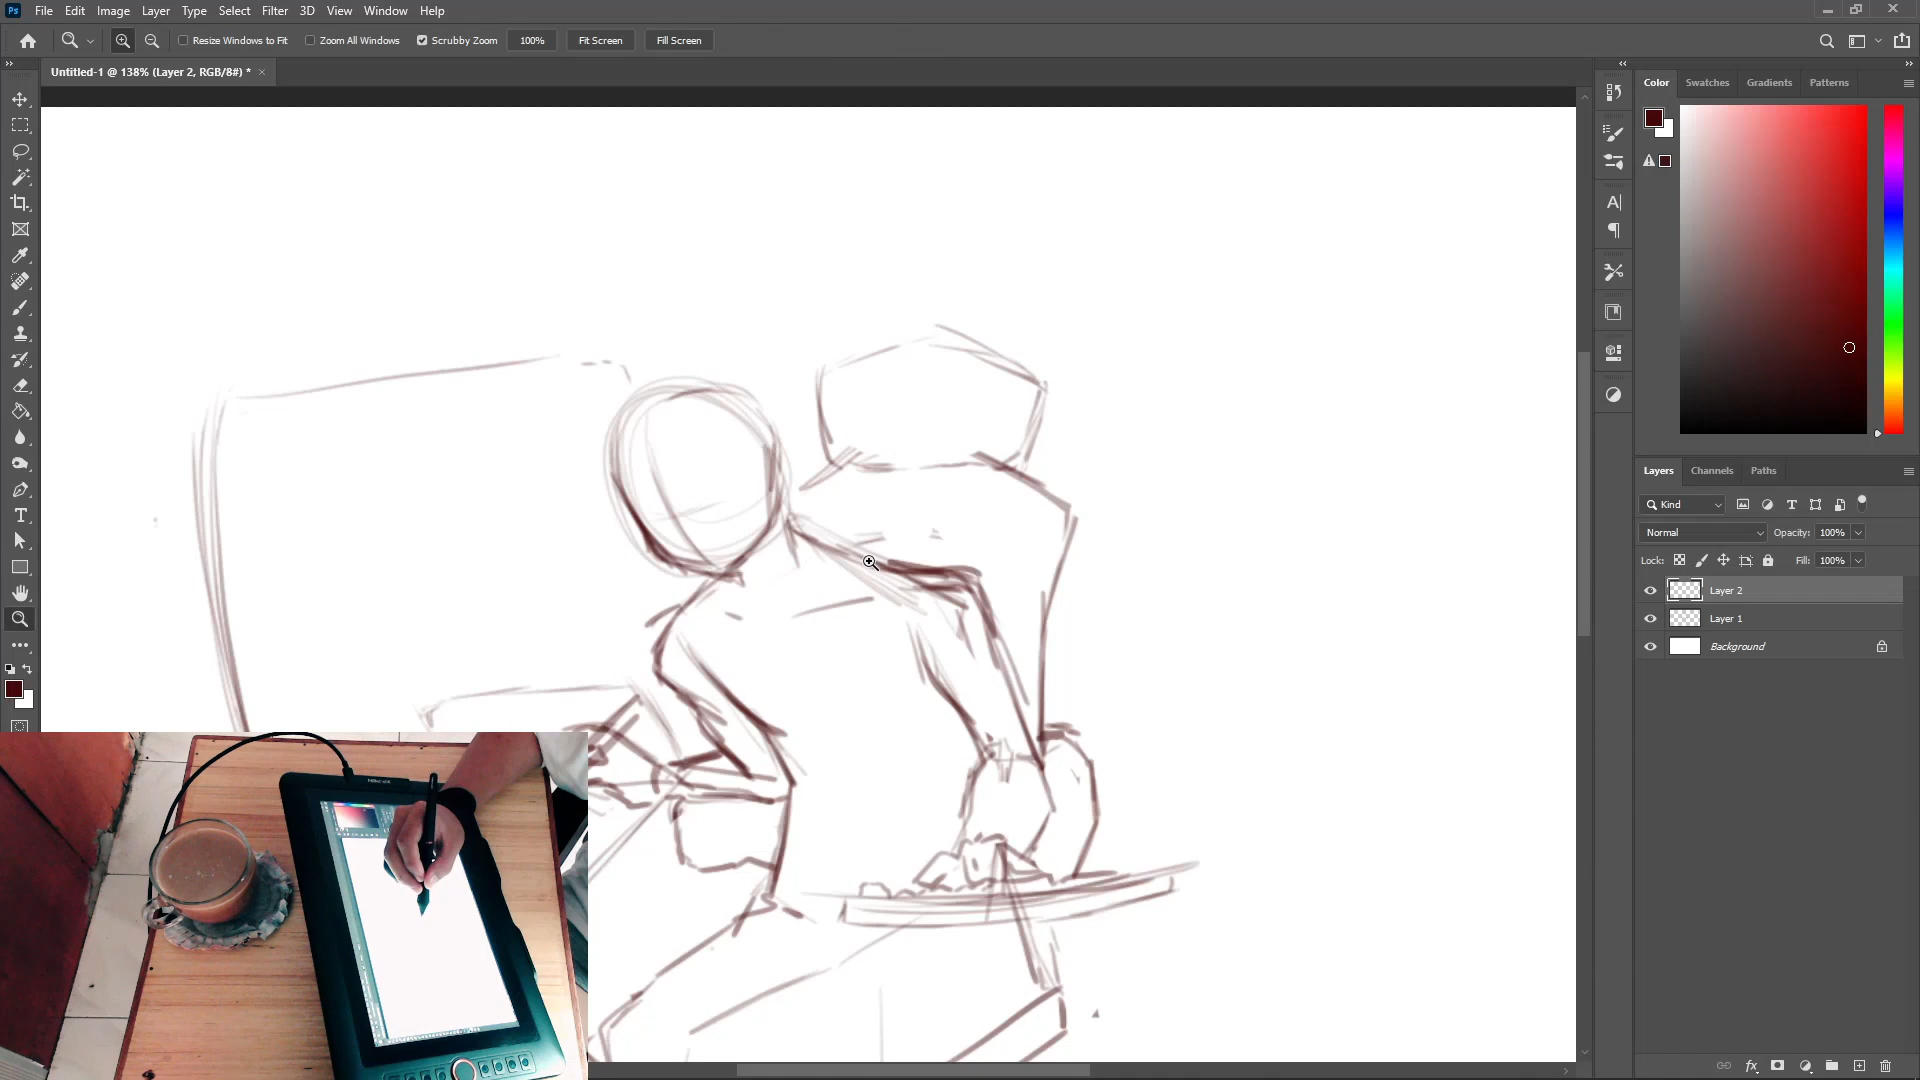 Ps File Edit Image Layer Type Select Filter 3D View Window Help
Resize Windows to Fit Zoom All Windows Scrubby Zoom 100% Fit Screen Fill Screen
Untitled-1 @ 138% (Layer 2, RGB/8#) * ×
Color Swatches Gradients Patterns
Layers Channels Paths
Kind
Normal Opacity: 100%
Lock: Fill: 100%
Layer 2
Layer 1
Background